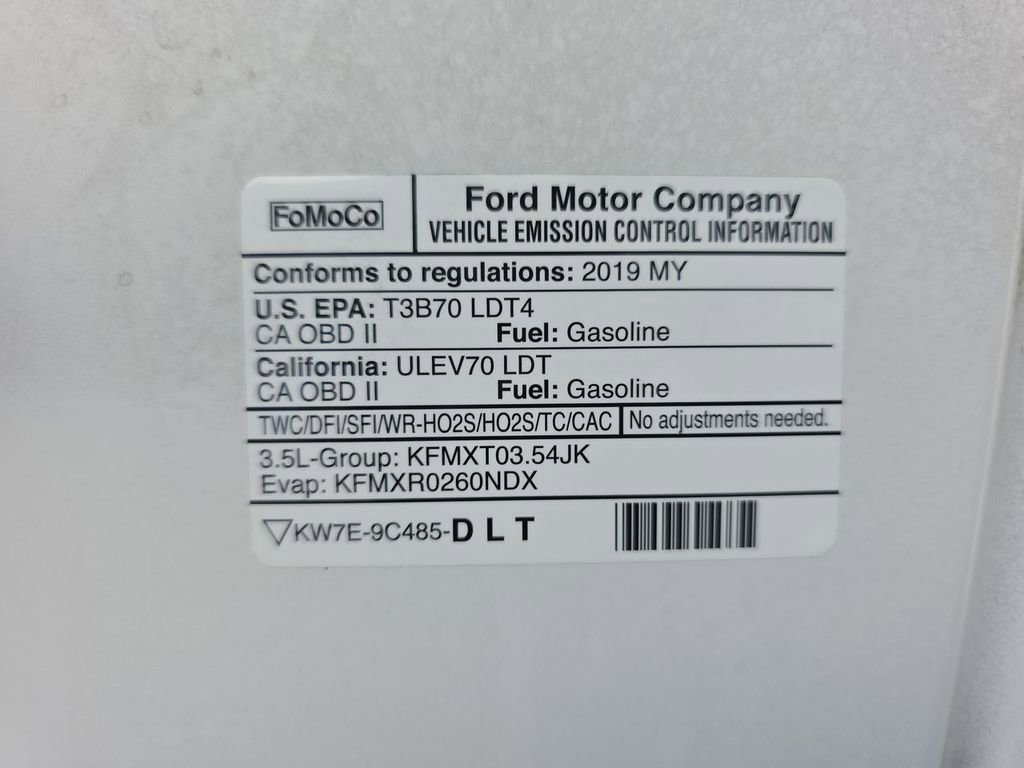 FoMoCo
Ford Motor Company
VEHICLE EMISSION CONTROL INFORMATION
Conforms to regulations: 2019 MY
U.S. EPA: T3B70 LDT4
CA OBD II Fuel: Gasoline
California: ULEV70 LDT
CA OBD II Fuel: Gasoline
TWC/DFI/SFI/WR-HO2S/HO2S/TC/CAC No adjustments needed.
3.5L-Group: KFMXT03.54JK
Evap: KFMXR0260NDX
▽KW7E-9C485-D L T